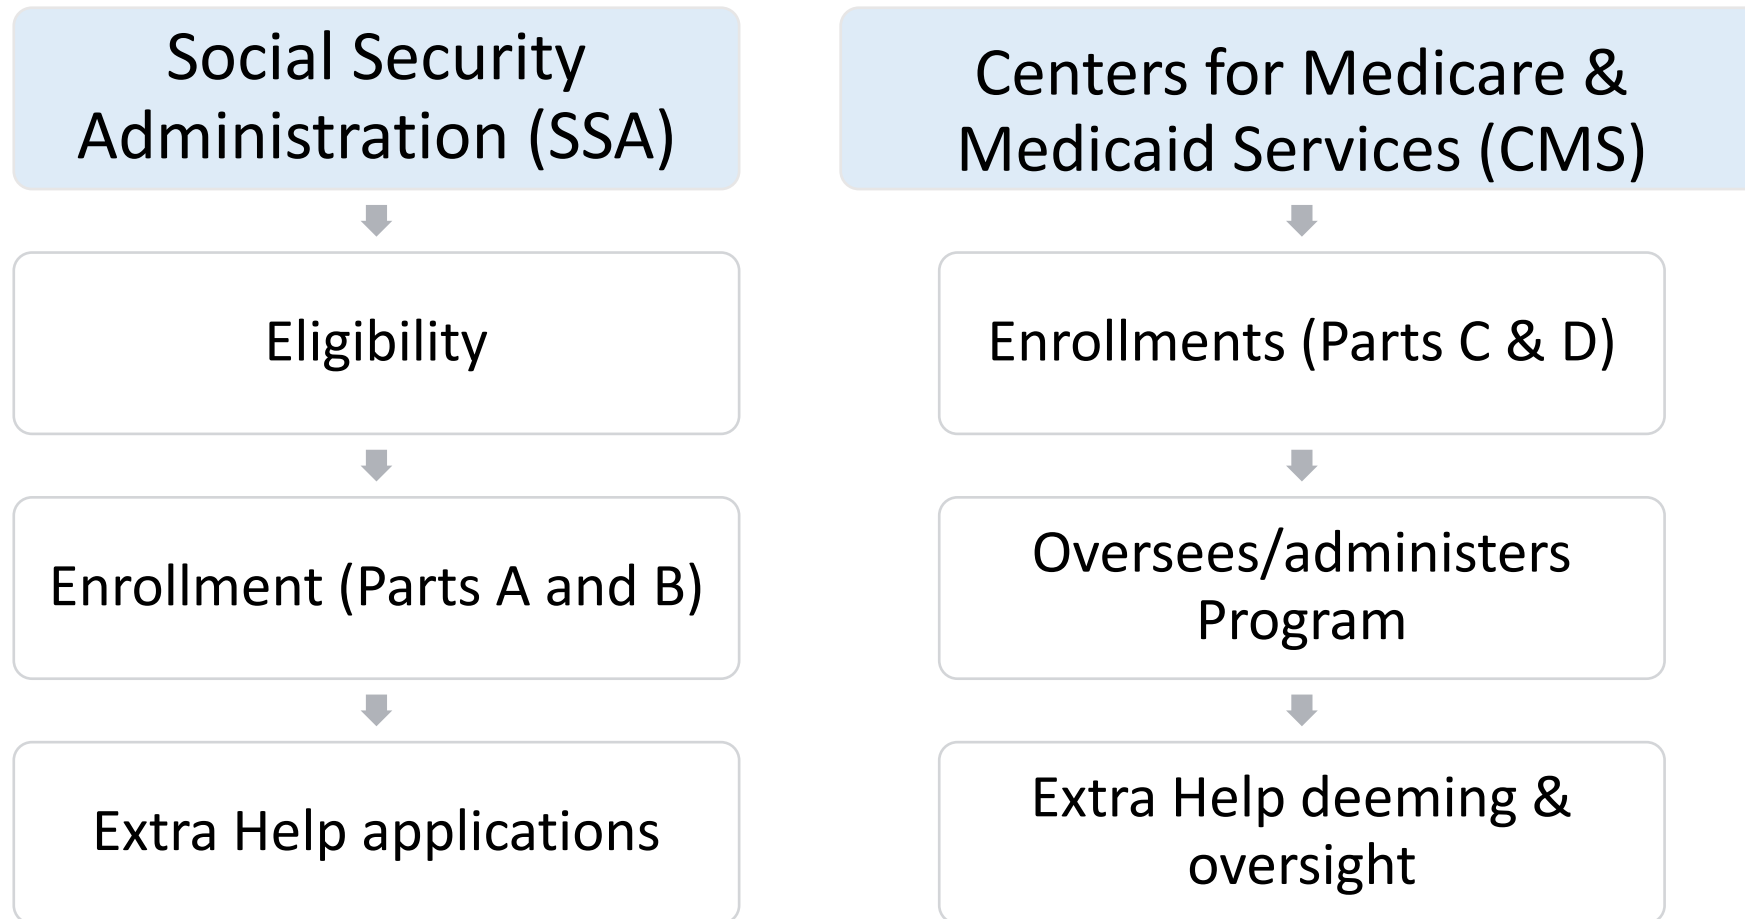 Social Security
Administration (SSA)
Eligibility
Enrollment (Parts A and B)
Extra Help applications
Centers for Medicare &
Medicaid Services (CMS)
Enrollments (Parts C & D)
Oversees/administers
Program
Extra Help deeming &
oversight